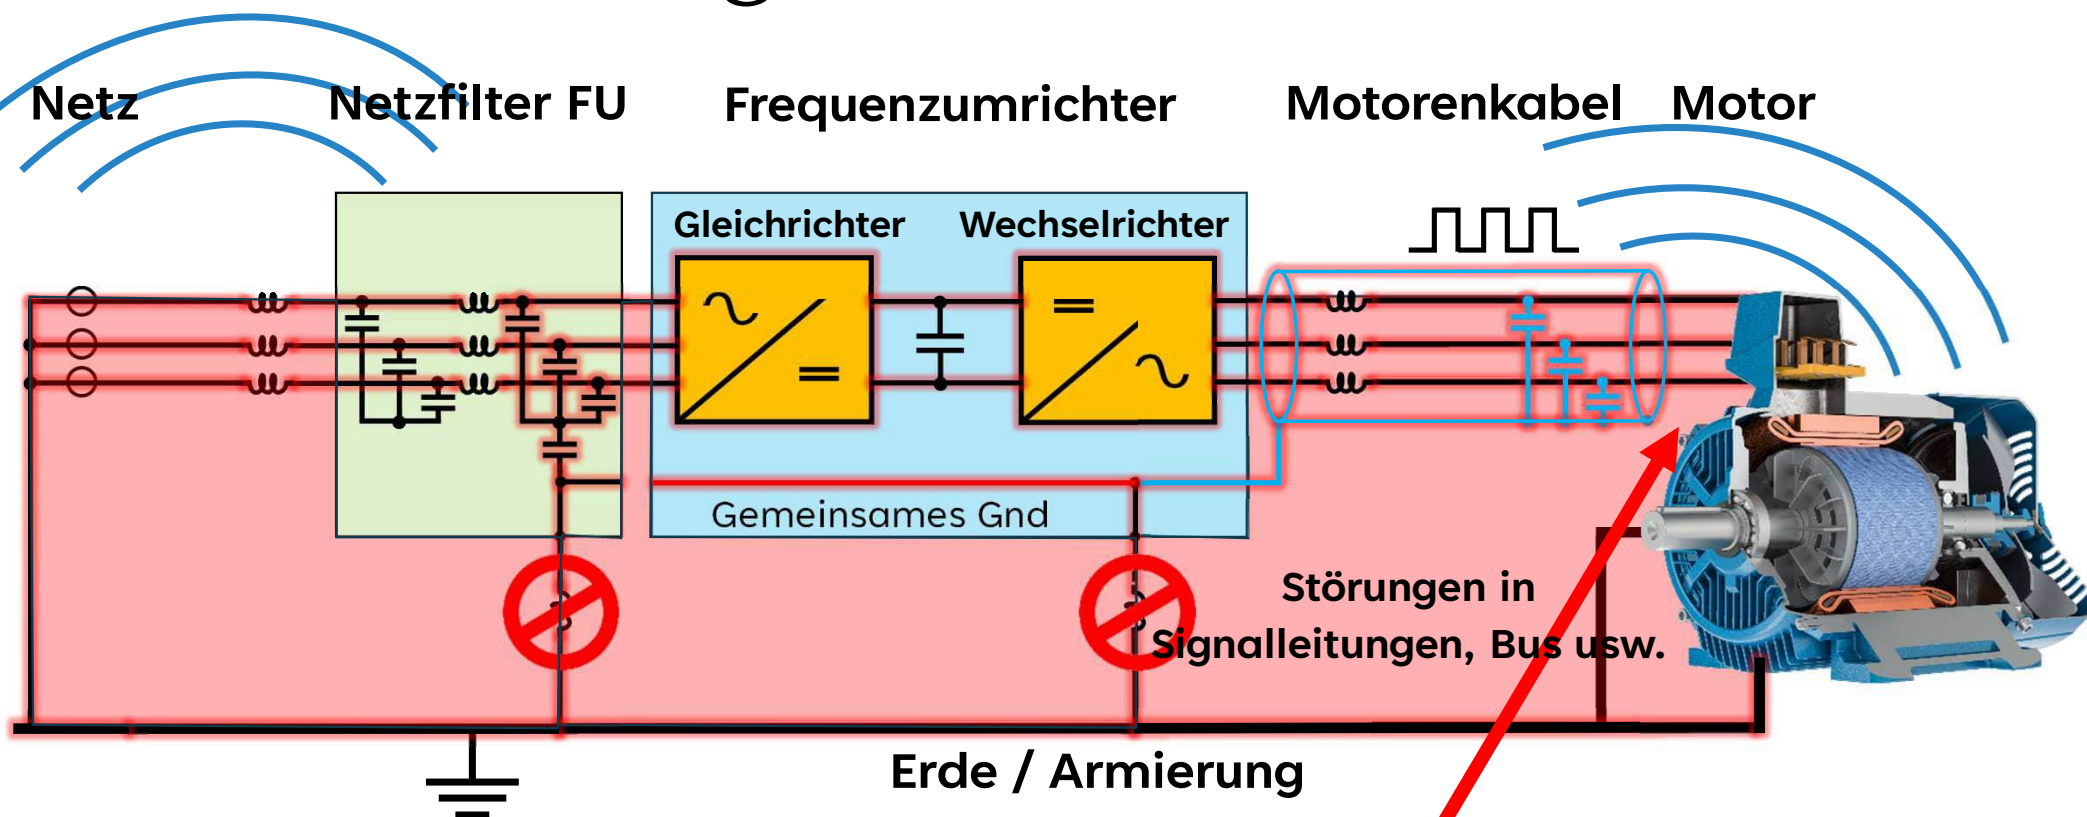 Netz
Netzfilter FU
Frequenzumrichter
Motorenkabel
Motor
Gleichrichter
Wechselrichter
Gemeinsames Gnd
Störungen in
Signalleitungen, Bus usw.
Erde / Armierung